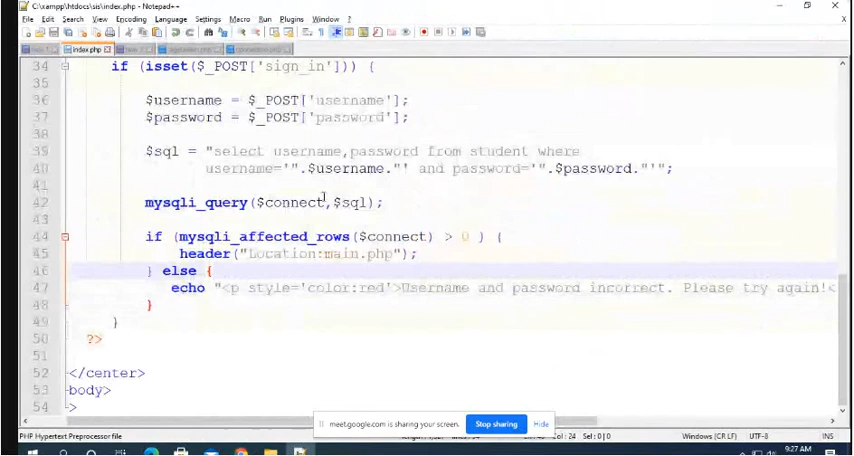 C:\xampp\htdocs\sis\index.php - Notepad++
File Edit Search View Encoding Language Settings Macro Run Plugins Window ?
index.php
34 if (isset($_POST['sign_in'])) {
35
36 $username = $_POST['username'];
37 $password = $_POST['password'];
38
39 $sql = "select username,password from student where
40 username='".$username."' and password='".$password."'";
41
42 mysqli_query($connect,$sql);
43
44 if (mysqli_affected_rows($connect) > 0 ) {
45 header("Location:main.php");
46 } else {
47 echo "<p style='color:red'>Username and password incorrect. Please try again!<
48 }
49 }
50 ?>
51
52 </center>
53 body>
54 >
meet.google.com is sharing your screen. Stop sharing Hide
PHP Hypertext Preprocessor file Col : 24 Sel : 0 | 0 Windows (CR LF) UTF-8
9:27 AM